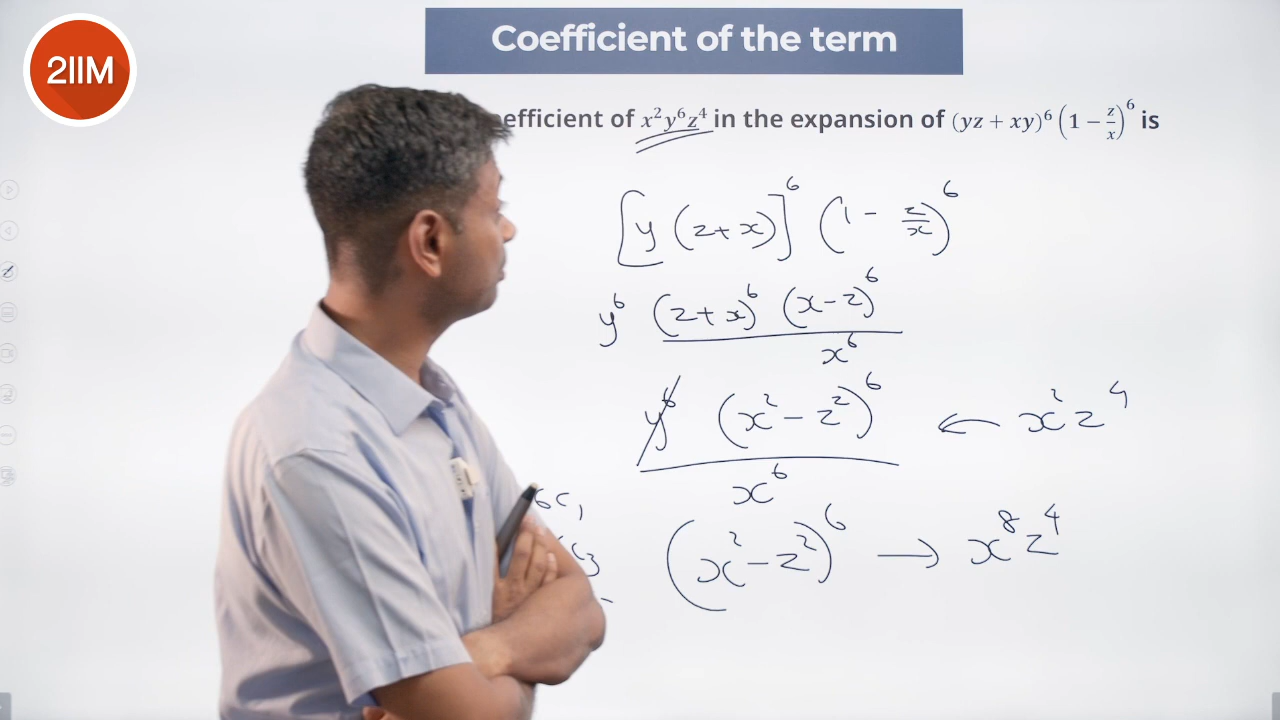 2IIM
Coefficient of the term
efficient of x²y⁶z⁴ in the expansion of (yz + xy)⁶ (1 − z/x)⁶ is
[y (z+x)]⁶ (1 − z/x)⁶
y⁶ (z+x)⁶ (x−z)⁶
x⁶
y⁶ (x² − z²)⁶ ← x² z⁴
x⁶
6C₁
(x² − z²)⁶ → x⁸ z⁴